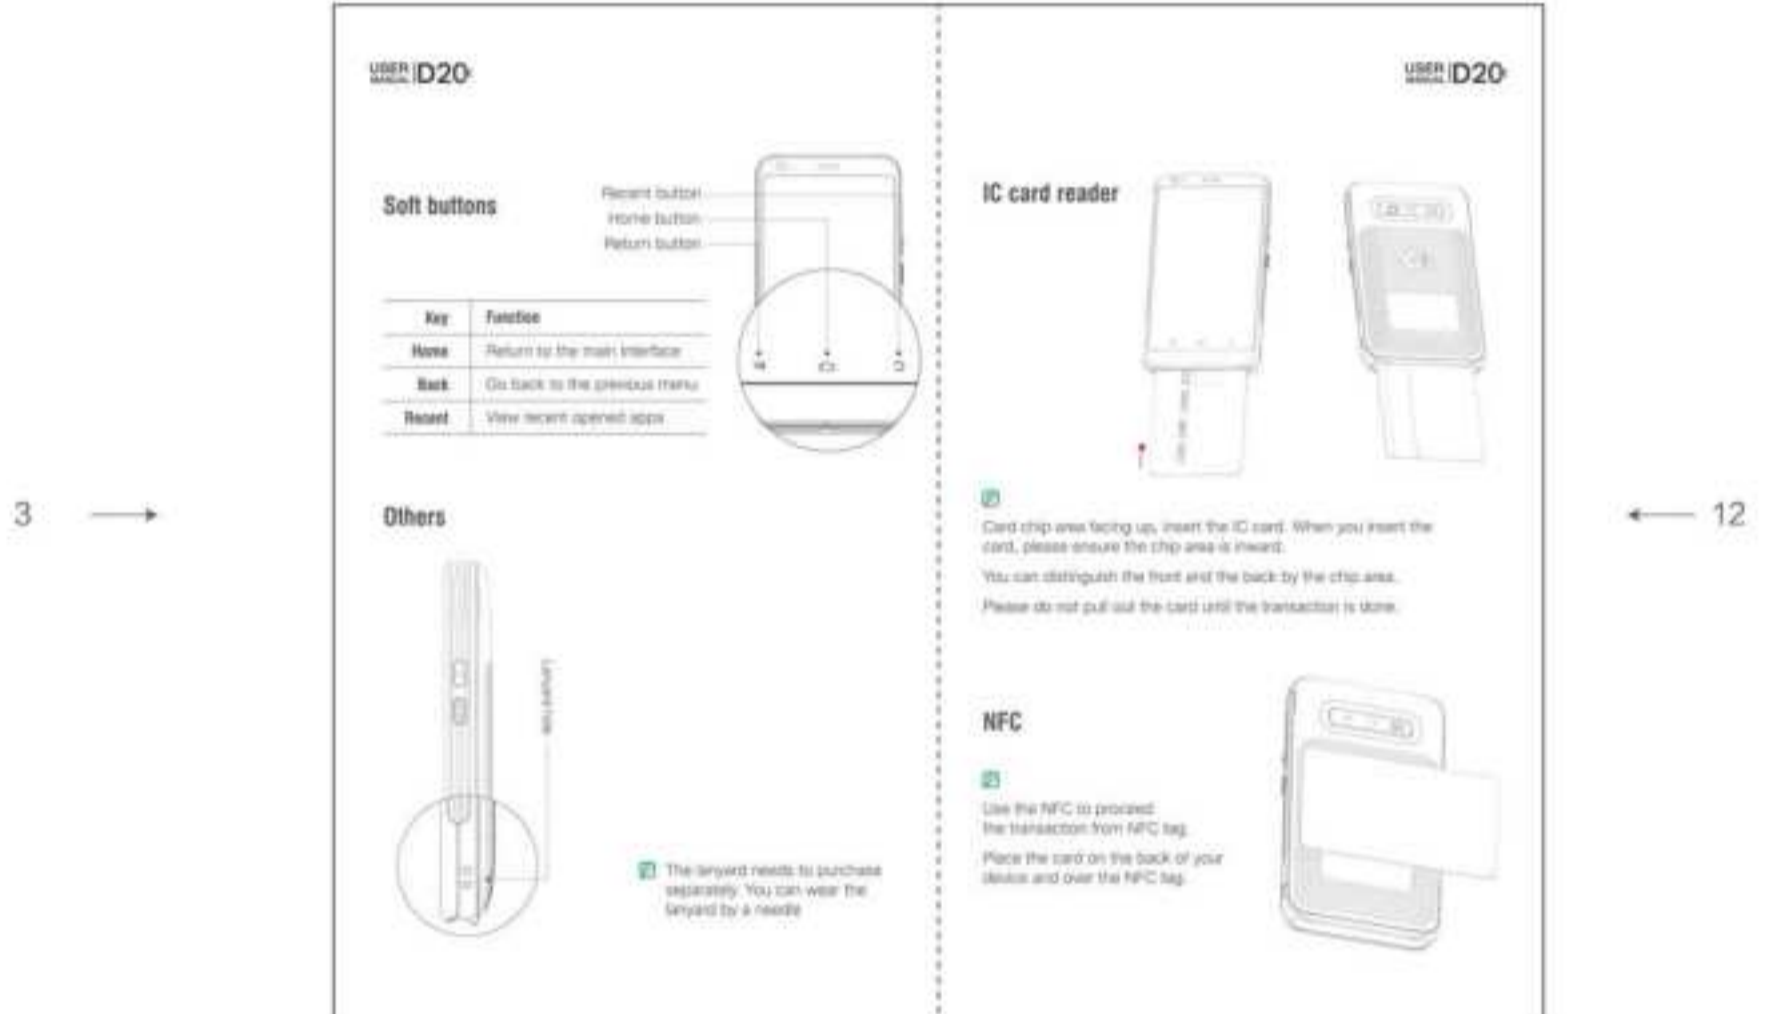 USER MANUAL D20
Soft buttons
Recent button
Home button
Return button
Key Function
Home Return to the main interface
Back Go back to the previous menu
Recent View recent opened apps
Others
Lanyard hole
The lanyard needs to purchase
separately. You can wear the
lanyard by a needle
3
USER MANUAL D20
IC card reader
Card chip area facing up, insert the IC card. When you insert the
card, please ensure the chip area is inward.
You can distinguish the front and the back by the chip area.
Please do not pull out the card until the transaction is done.
NFC
Use the NFC to proceed
the transaction from NFC tag.
Place the card on the back of your
device and over the NFC tag.
12